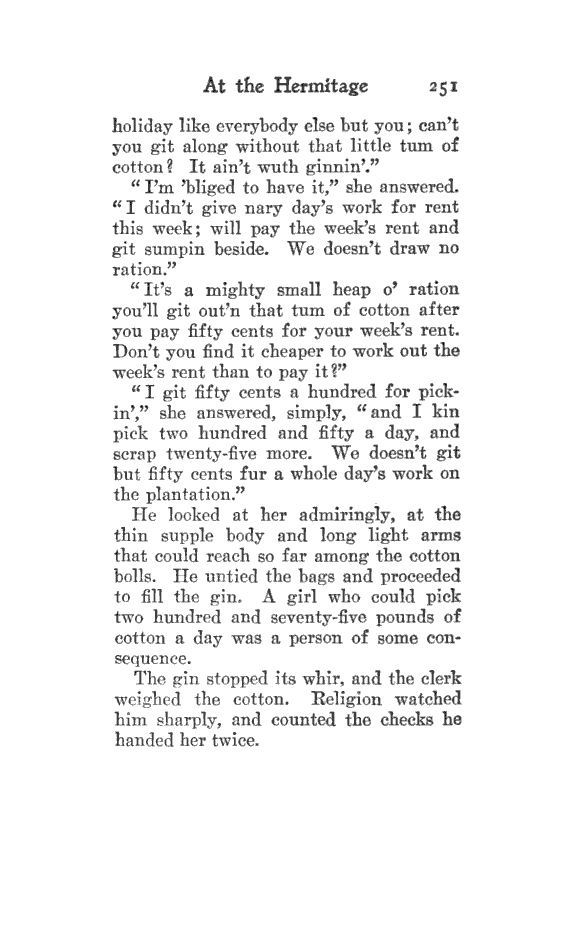 At the Hermitage 251
holiday like everybody else but you; can't
you git along without that little tum of
cotton? It ain't wuth ginnin'."
"I'm 'bliged to have it," she answered.
"I didn't give nary day's work for rent
this week; will pay the week's rent and
git sumpin beside. We doesn't draw no
ration."
"It's a mighty small heap o' ration
you'll git out'n that tum of cotton after
you pay fifty cents for your week's rent.
Don't you find it cheaper to work out the
week's rent than to pay it?"
"I git fifty cents a hundred for pick-
in'," she answered, simply, "and I kin
pick two hundred and fifty a day, and
scrap twenty-five more. We doesn't git
but fifty cents fur a whole day's work on
the plantation."
He looked at her admiringly, at the
thin supple body and long light arms
that could reach so far among the cotton
bolls. He untied the bags and proceeded
to fill the gin. A girl who could pick
two hundred and seventy-five pounds of
cotton a day was a person of some con-
sequence.
The gin stopped its whir, and the clerk
weighed the cotton. Religion watched
him sharply, and counted the checks he
handed her twice.